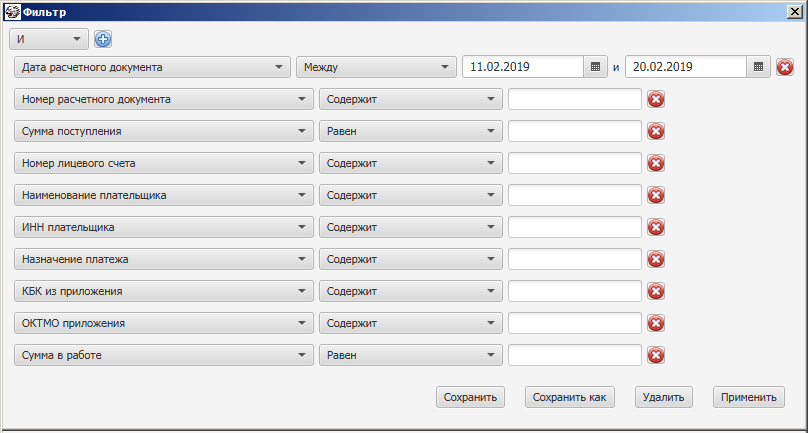 Фильтр
И
Дата расчетного документа Между 11.02.2019 и 20.02.2019
Номер расчетного документа Содержит
Сумма поступления Равен
Номер лицевого счета Содержит
Наименование плательщика Содержит
ИНН плательщика Содержит
Назначение платежа Содержит
КБК из приложения Содержит
ОКТМО приложения Содержит
Сумма в работе Равен
Сохранить Сохранить как Удалить Применить